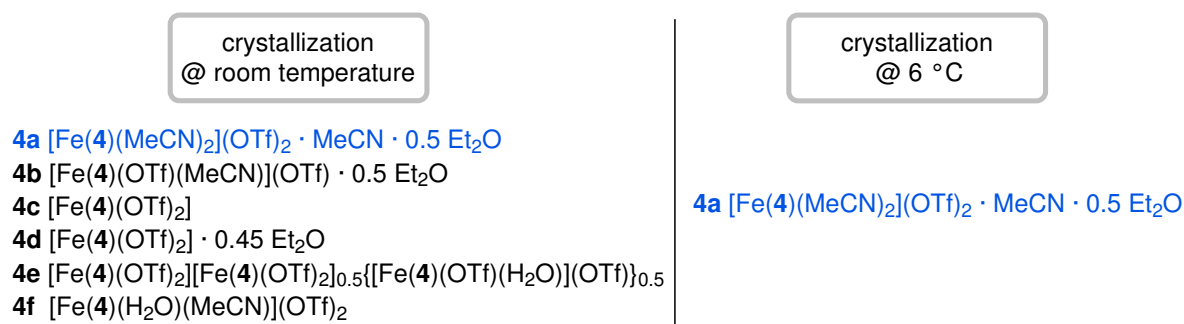 crystallization
@ room temperature
4a [Fe(4)(MeCN)₂](OTf)₂ · MeCN · 0.5 Et₂O
4b [Fe(4)(OTf)(MeCN)](OTf) · 0.5 Et₂O
4c [Fe(4)(OTf)₂]
4d [Fe(4)(OTf)₂] · 0.45 Et₂O
4e [Fe(4)(OTf)₂][Fe(4)(OTf)₂]₀.₅{[Fe(4)(OTf)(H₂O)](OTf)}₀.₅
4f [Fe(4)(H₂O)(MeCN)](OTf)₂
crystallization
@ 6 °C
4a [Fe(4)(MeCN)₂](OTf)₂ · MeCN · 0.5 Et₂O